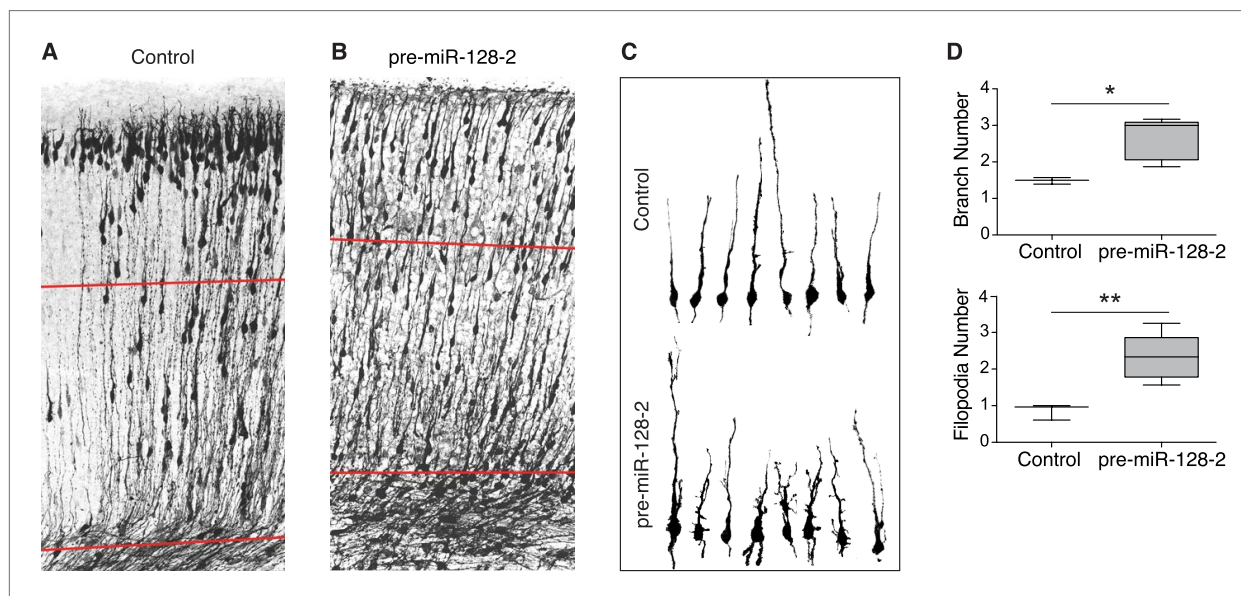 A
Control
B
pre-miR-128-2
C
Control
pre-miR-128-2
D
*
Branch Number
4
3
2
1
0
Control
pre-miR-128-2
**
Filopodia Number
4
3
2
1
0
Control
pre-miR-128-2